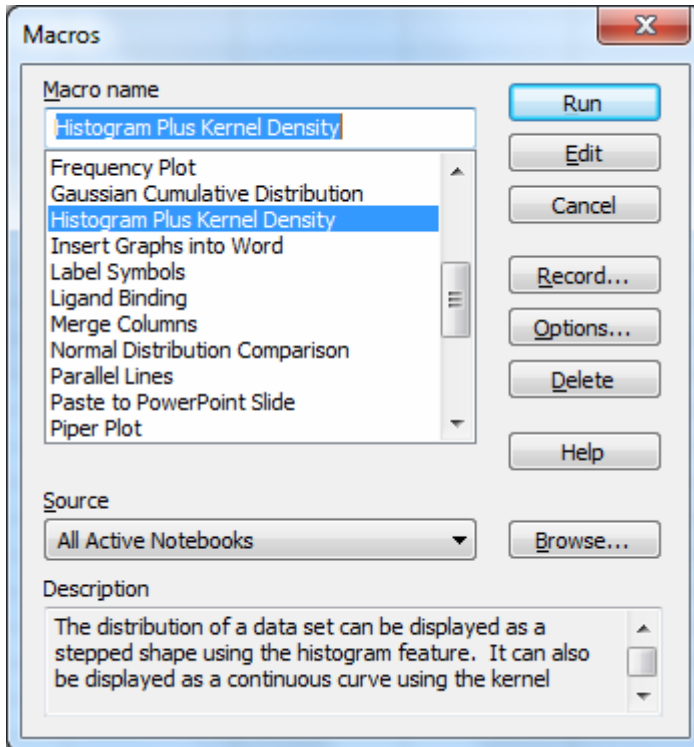 Macros
Macro name
Histogram Plus Kernel Density
Frequency Plot
Gaussian Cumulative Distribution
Histogram Plus Kernel Density
Insert Graphs into Word
Label Symbols
Ligand Binding
Merge Columns
Normal Distribution Comparison
Parallel Lines
Paste to PowerPoint Slide
Piper Plot
Run
Edit
Cancel
Record...
Options...
Delete
Help
Source
All Active Notebooks
Browse...
Description
The distribution of a data set can be displayed as a
stepped shape using the histogram feature.  It can also
be displayed as a continuous curve using the kernel